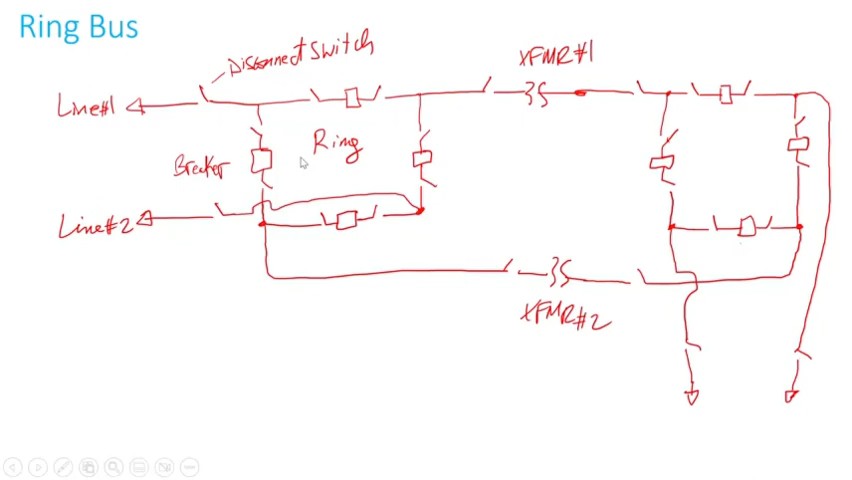 Ring Bus
Disconnect Switch
XFMR#1
Line#1
Ring
Breaker
Line#2
XFMR#2